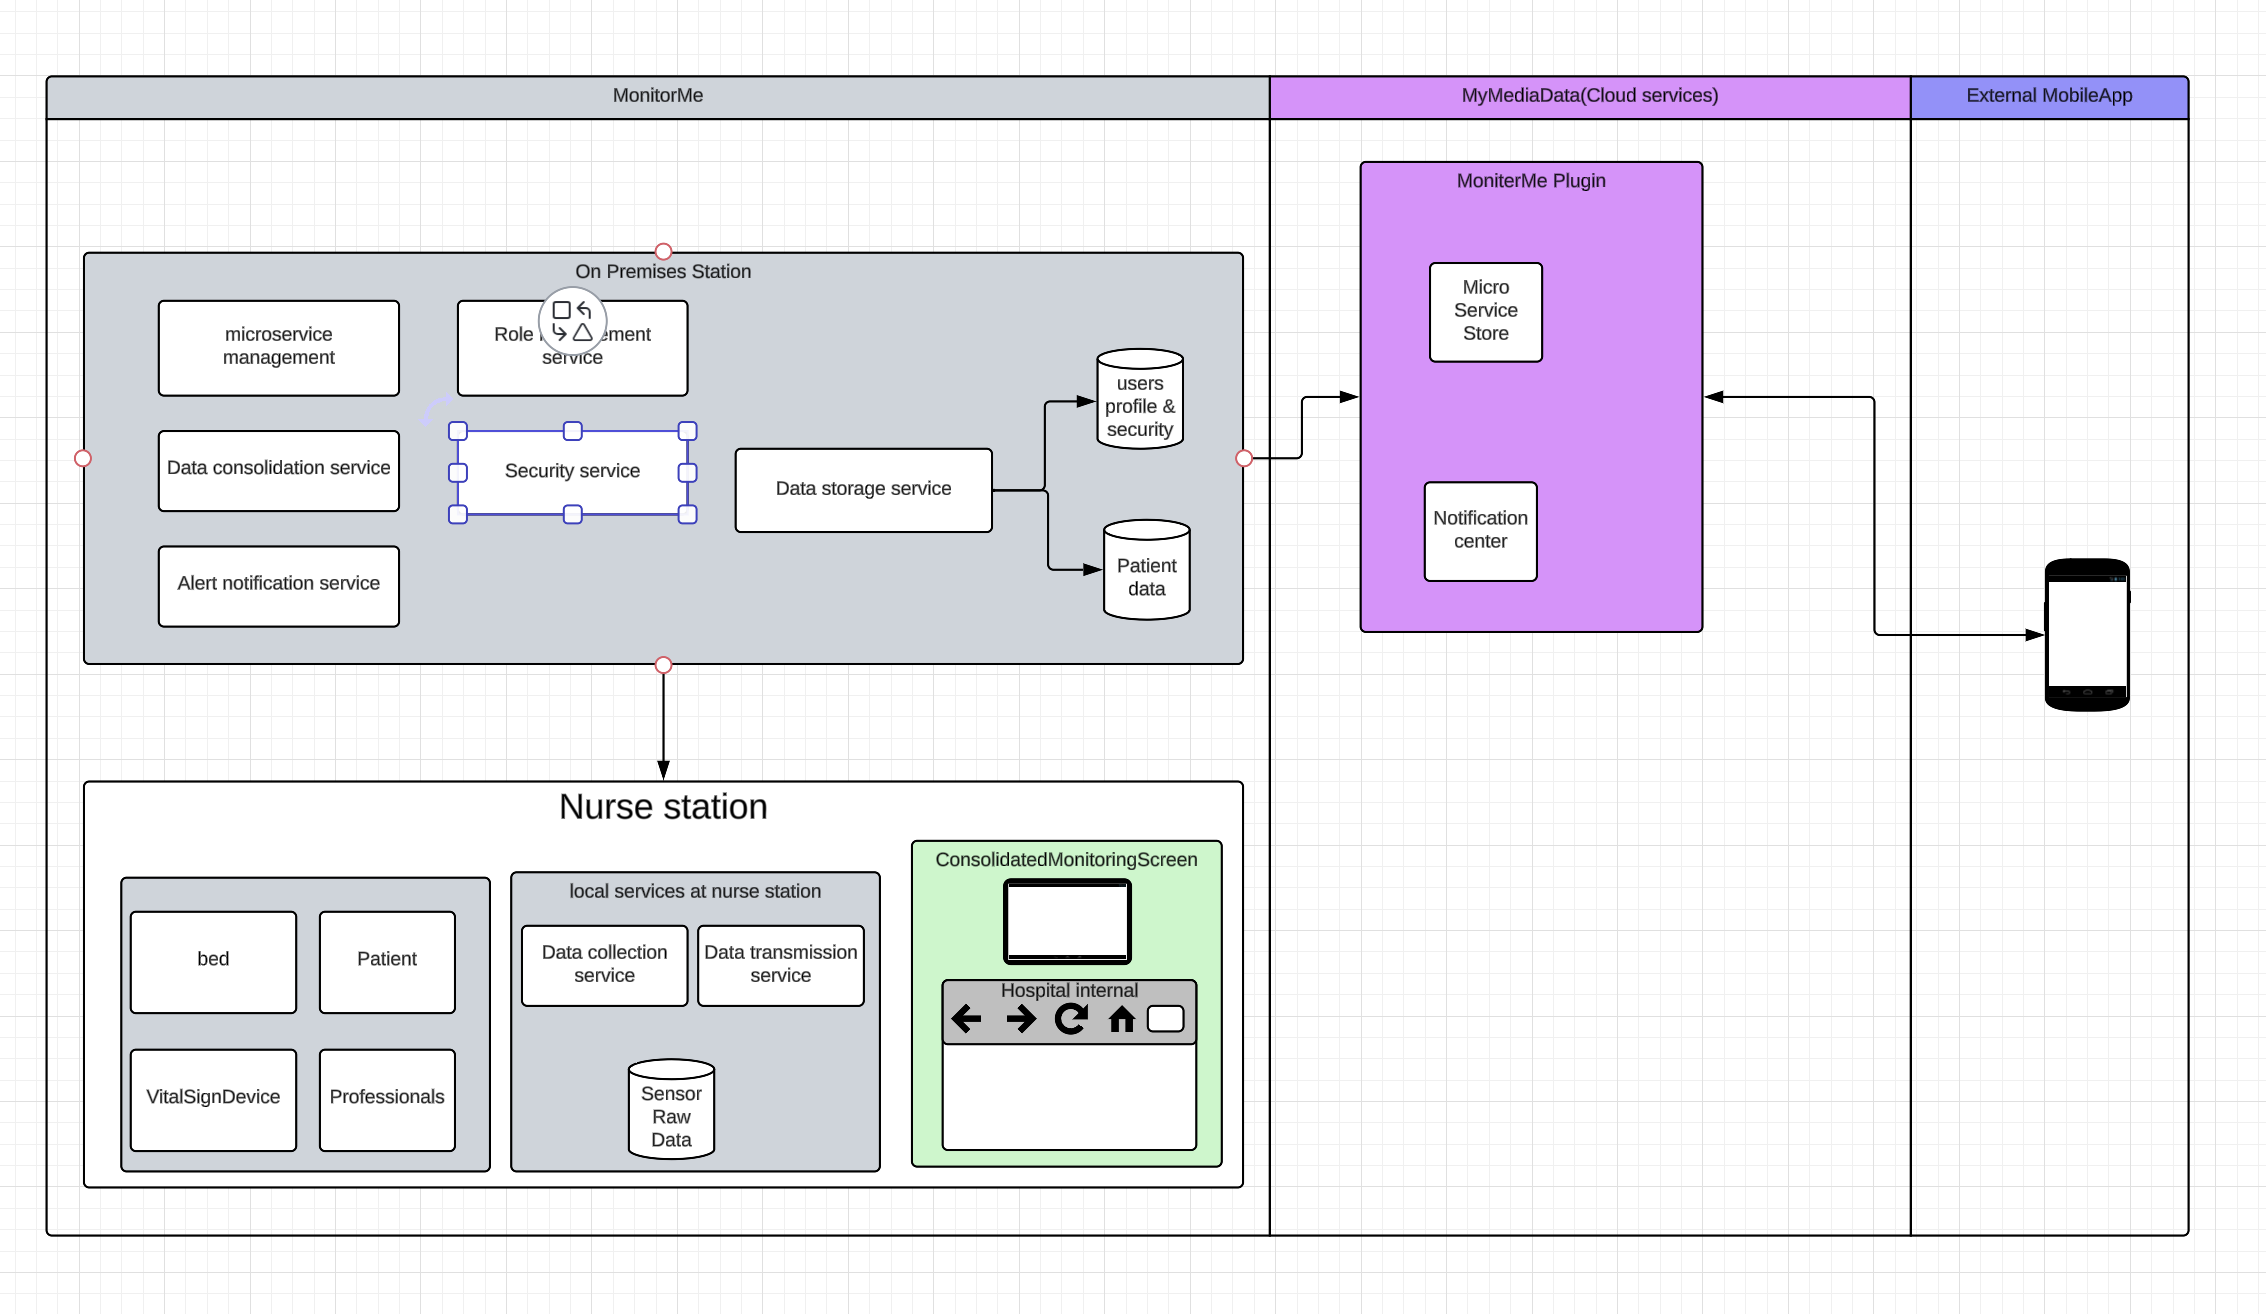 MonitorMe
MyMediaData(Cloud services)
External MobileApp
MoniterMe Plugin
Micro
Service
Store
Notification
center
On Premises Station
microservice
management
Role
service
Data consolidation service
Security service
Alert notification service
Data storage service
users
profile &
security
Patient
data
Nurse station
bed
Patient
VitalSignDevice
Professionals
local services at nurse station
Data collection
service
Data transmission
service
Sensor
Raw
Data
ConsolidatedMonitoringScreen
Hospital internal